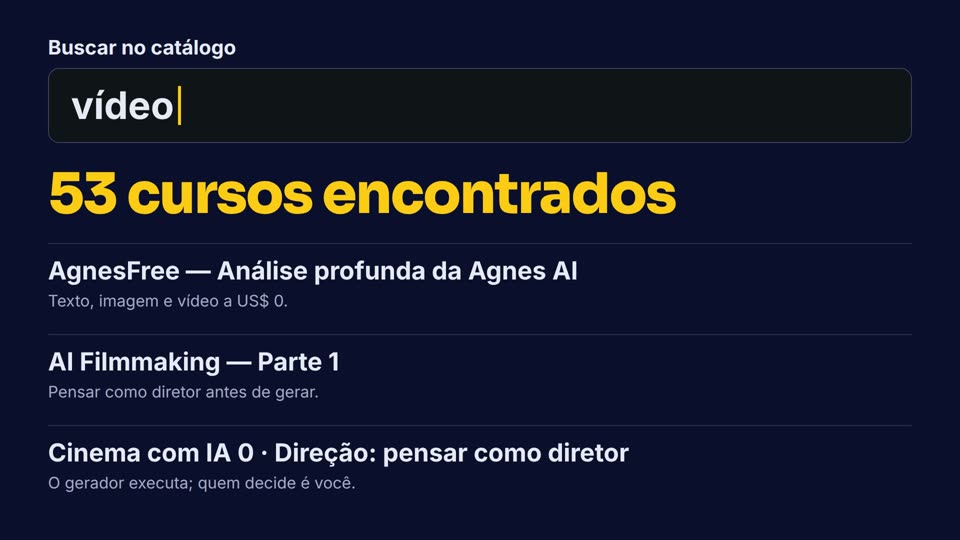 Buscar no catálogo
vídeo
53 cursos encontrados
AgnesFree — Análise profunda da Agnes AI
Texto, imagem e vídeo a US$ 0.
AI Filmmaking — Parte 1
Pensar como diretor antes de gerar.
Cinema com IA 0 · Direção: pensar como diretor
O gerador executa; quem decide é você.